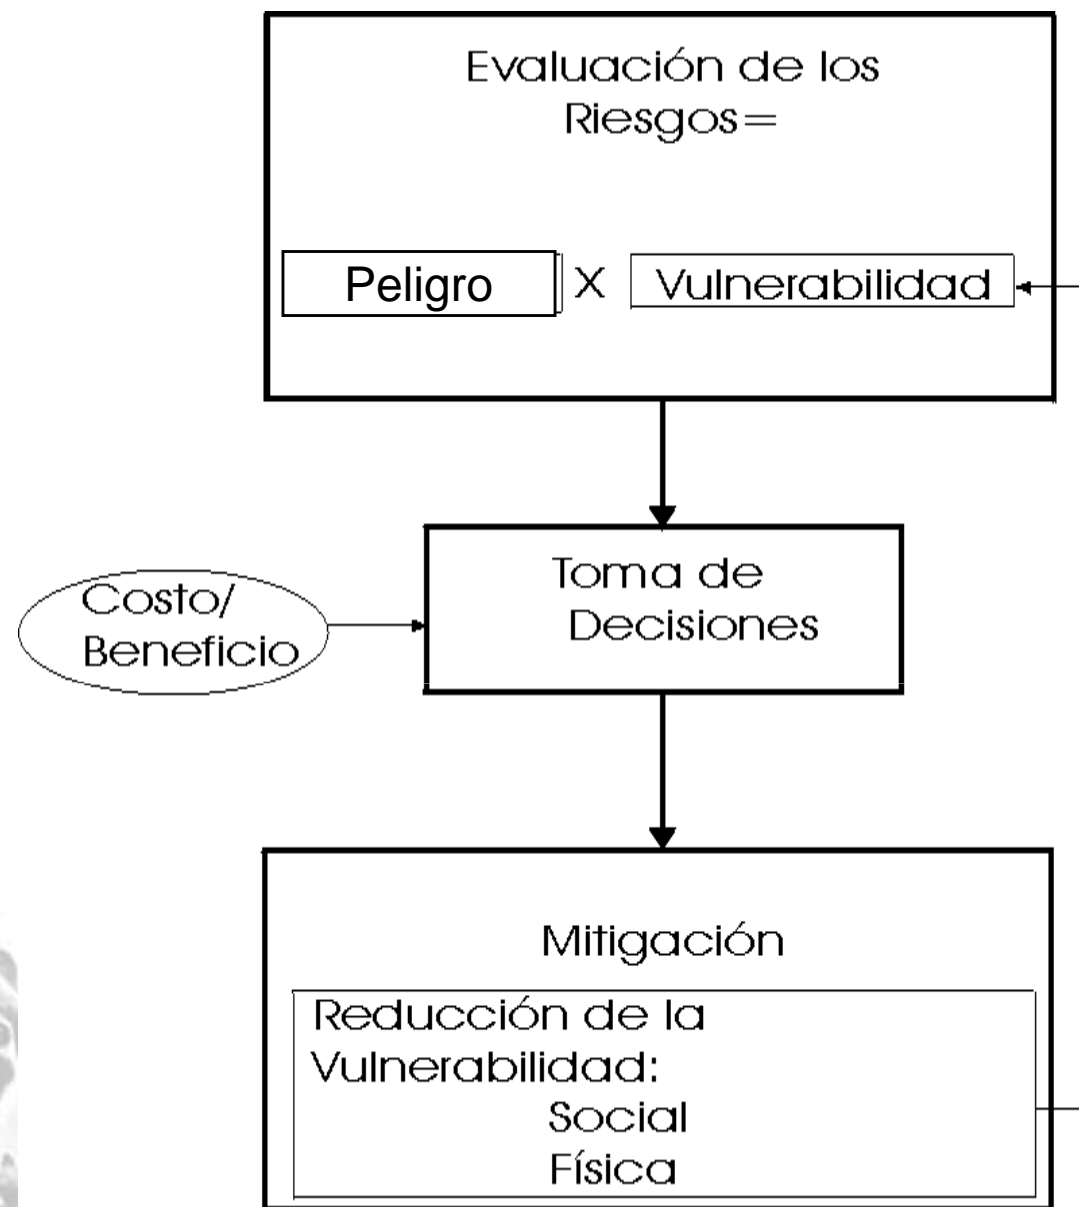 Evaluación de los
Riesgos=
Peligro X Vulnerabilidad
Toma de
Decisiones
Costo/
Beneficio
Mitigación
Reducción de la
Vulnerabilidad:
Social
Física